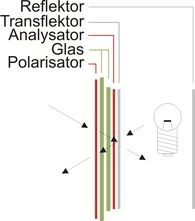 Reflektor
Transflektor
Analysator
Glas
Polarisator